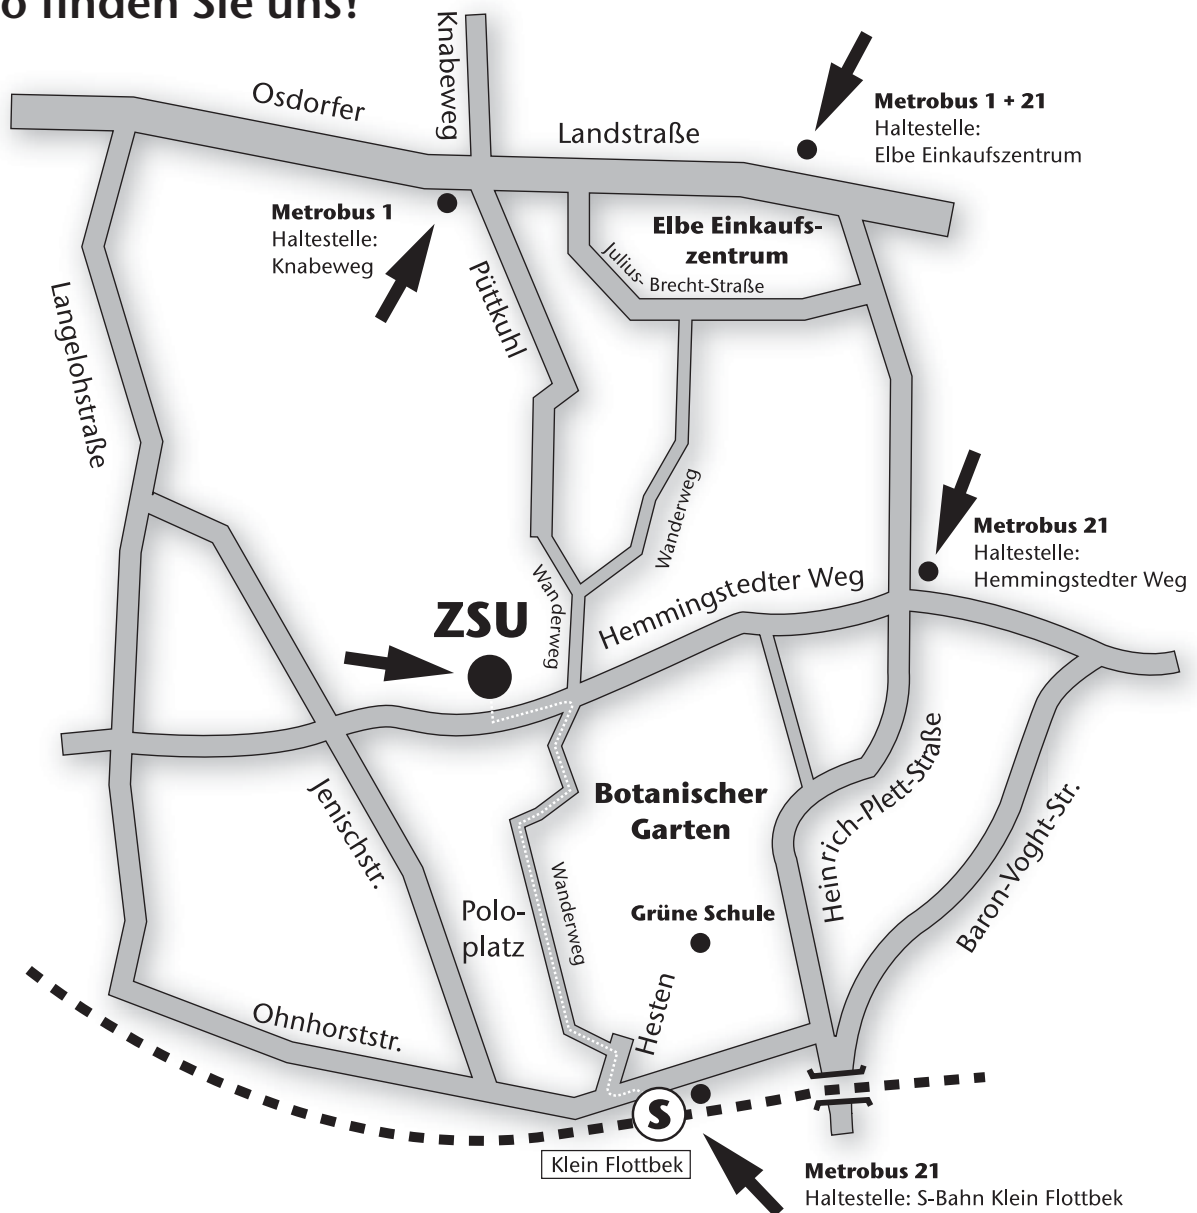 o finden Sie uns!
Knabeweg
Osdorfer
Landstraße
Metrobus 1 + 21
Haltestelle:
Elbe Einkaufszentrum
Metrobus 1
Haltestelle:
Knabeweg
Elbe Einkaufs-
zentrum
Julius-
Brecht-Straße
Püttkuhl
Langelohstraße
Wanderweg
Metrobus 21
Haltestelle:
Hemmingstedter Weg
Wanderweg
Hemmingstedter Weg
ZSU
Botanischer
Garten
Heinrich-Plett-Straße
Baron-Voght-Str.
Jenischstr.
Wanderweg
Polo-
platz
Grüne Schule
Hesten
Ohnhorststr.
S
Klein Flottbek
Metrobus 21
Haltestelle: S-Bahn Klein Flottbek